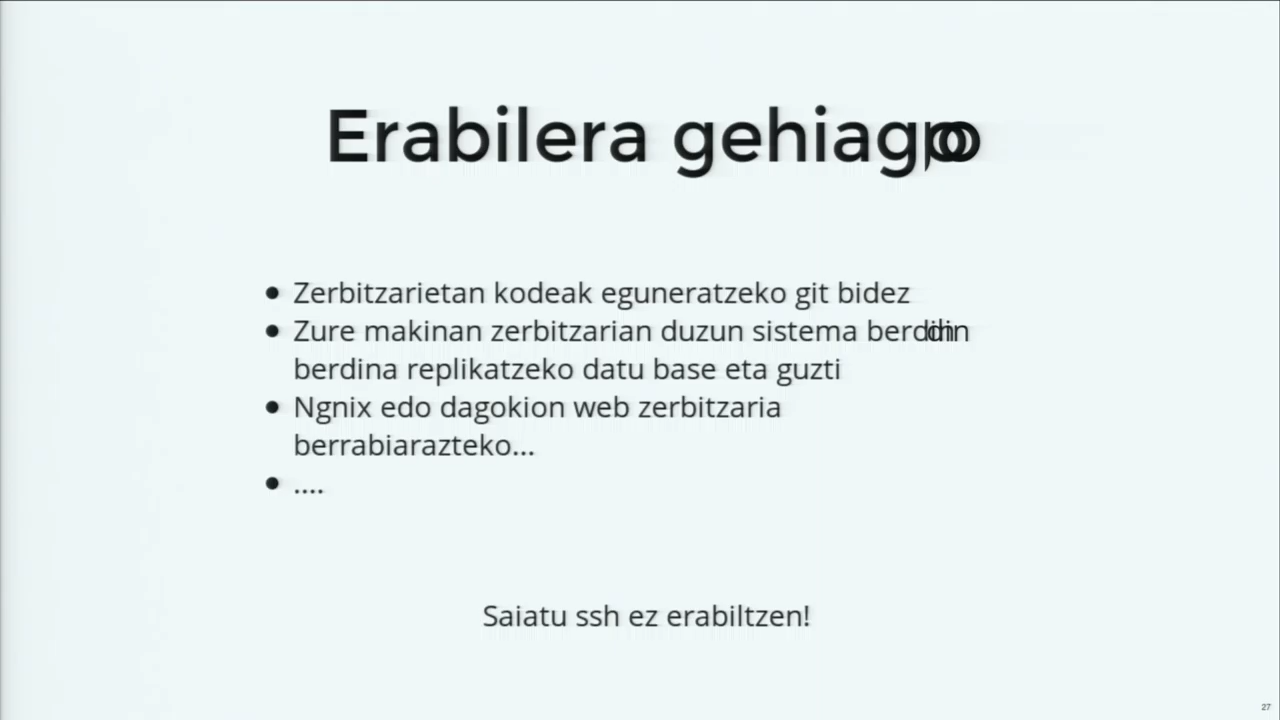 Erabilera gehiago
• Zerbitzarietan kodeak eguneratzeko git bidez
• Zure makinan zerbitzarian duzun sistema berdin
berdina replikatzeko datu base eta guzti
• Ngnix edo dagokion web zerbitzaria
berrabiarazteko...
• ....
Saiatu ssh ez erabiltzen!
27